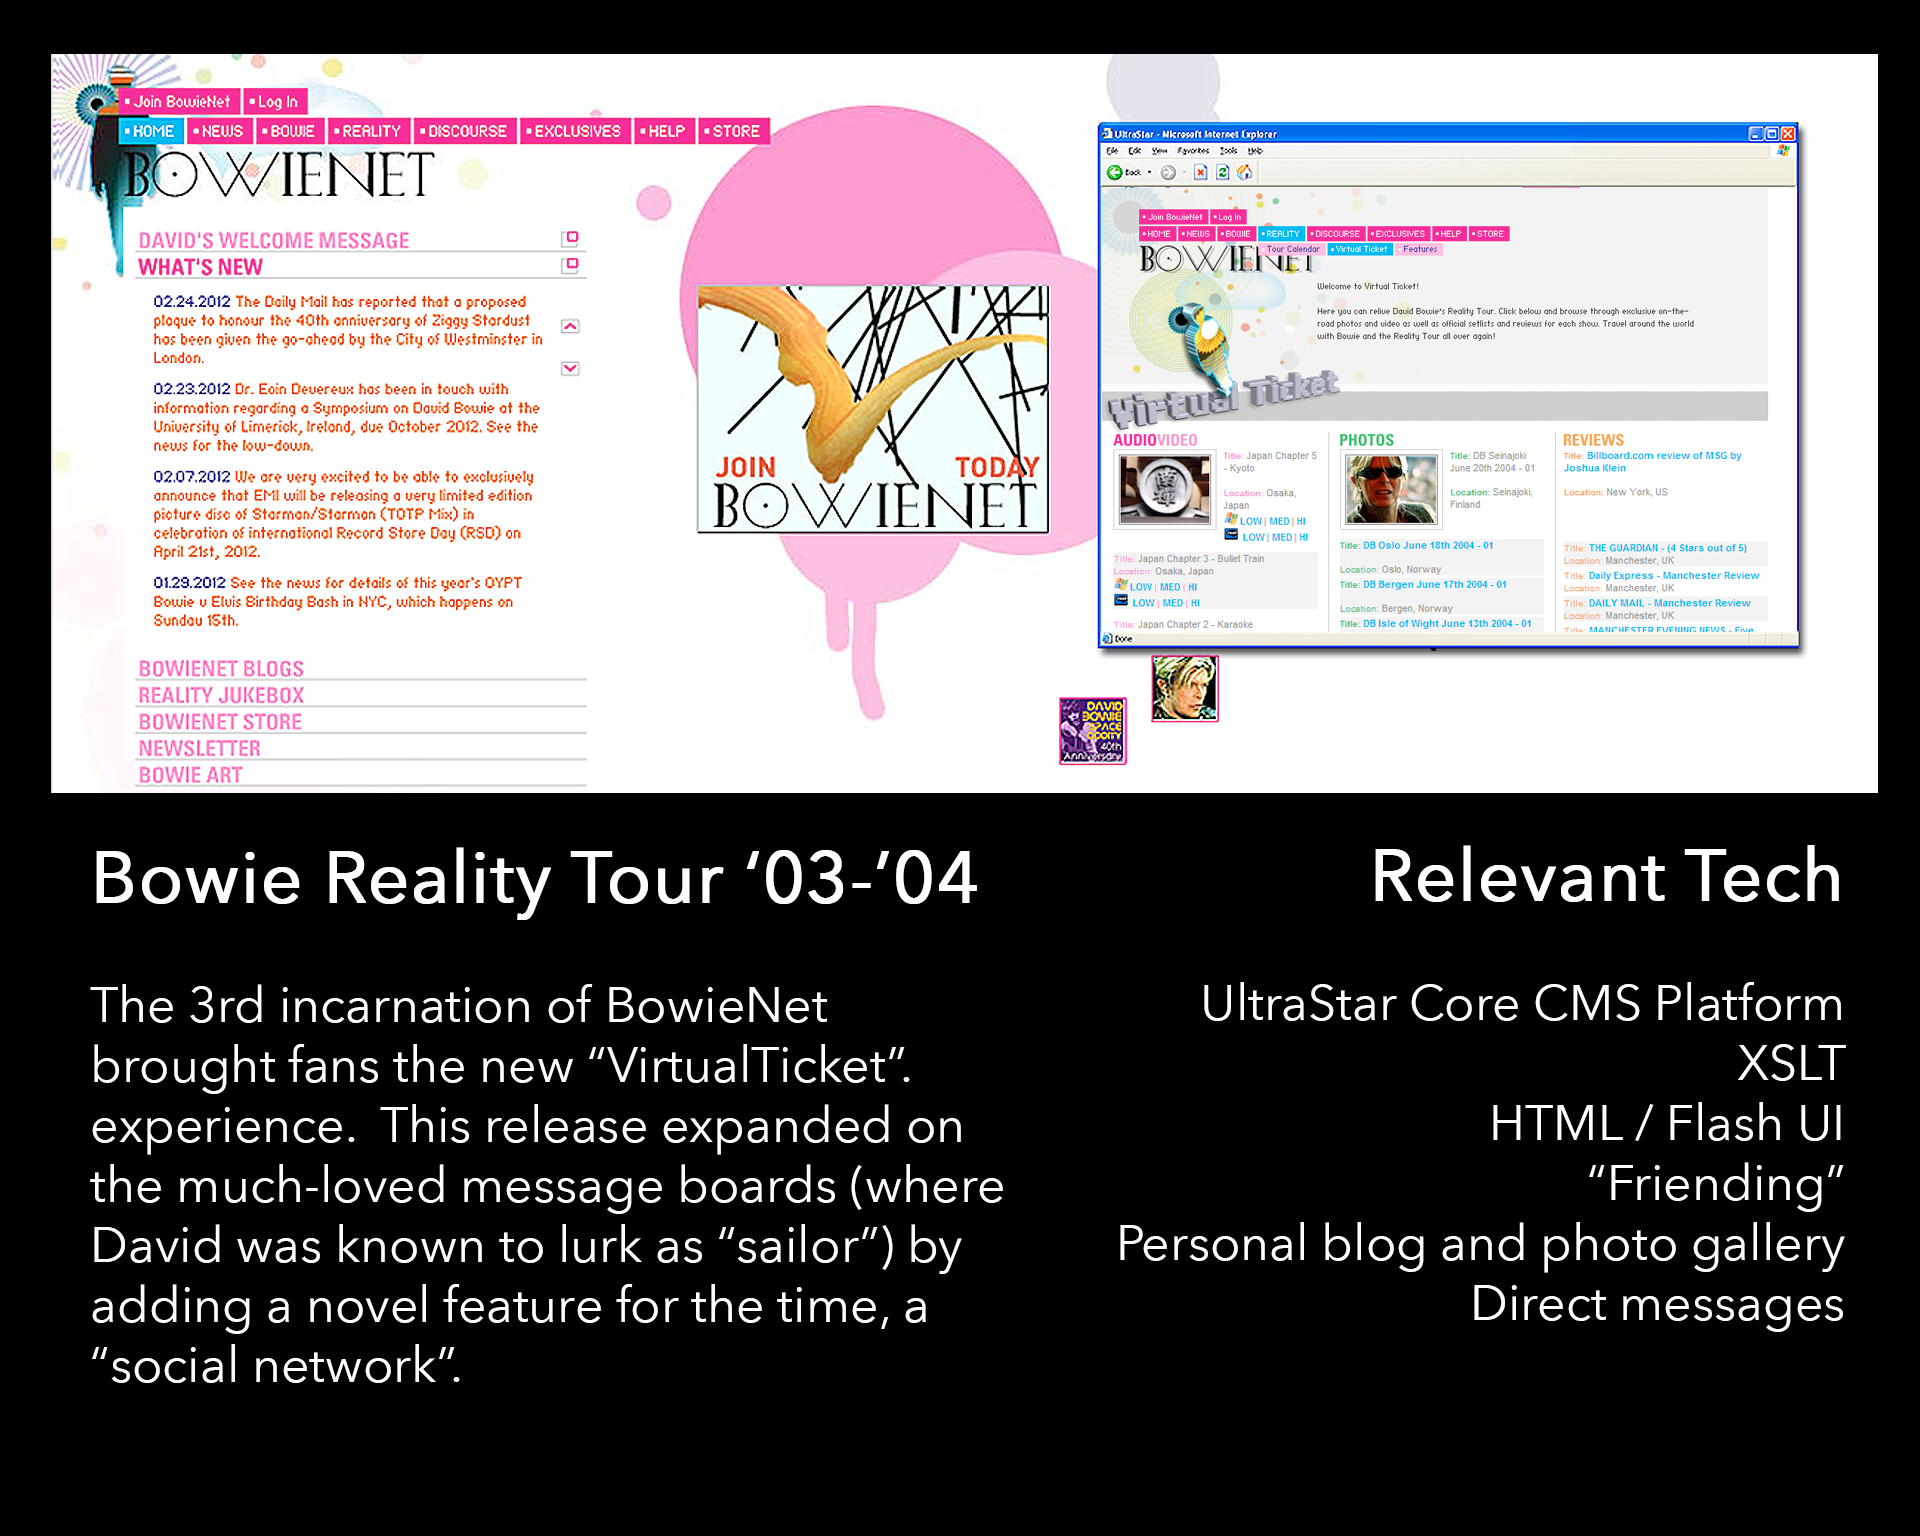 Join BowieNet Log In
HOME NEWS BOWIE REALITY DISCOURSE EXCLUSIVES HELP STORE
BOWIENET
DAVID'S WELCOME MESSAGE
WHAT'S NEW
02.24.2012 The Daily Mail has reported that a proposed
plaque to honour the 40th anniversary of Ziggy Stardust
has been given the go-ahead by the City of Westminster in
London.
02.23.2012 Dr. Eoin Devereux has been in touch with
information regarding a Symposium on David Bowie at the
University of Limerick, Ireland, due October 2012. See the
news for the low-down.
02.07.2012 We are very excited to be able to exclusively
announce that EMI will be releasing a very limited edition
picture disc of Starman/Starman (TOTP Mix) in
celebration of international Record Store Day (RSD) on
April 21st, 2012.
01.29.2012 See the news for details of this year's OYPT
Bowie v Elvis Birthday Bash in NYC, which happens on
Sunday 15th.
BOWIENET BLOGS
REALITY JUKEBOX
BOWIENET STORE
NEWSLETTER
BOWIE ART
JOIN TODAY
BOWIENET
DAVID
BOWIE
SPACE
ODDITY
40th
Anniversary
UltraStar - Microsoft Internet Explorer
File Edit View Favorites Tools Help
Back
Join BowieNet Log In
HOME NEWS BOWIE REALITY DISCOURSE EXCLUSIVES HELP STORE
Tour Calendar Virtual Ticket Features
BOWIENET
Welcome to Virtual Ticket!
Here you can relive David Bowie's Reality Tour. Click below and browse through exclusive on-the-
road photos and video as well as official setlists and reviews for each show. Travel around the world
with Bowie and the Reality Tour all over again!
Virtual Ticket
AUDIOVIDEO
Title: Japan Chapter 5
- Kyoto
Location: Osaka,
Japan
LOW | MED | HI
LOW | MED | HI
Title: Japan Chapter 3 - Bullet Train
Location: Osaka, Japan
LOW | MED | HI
LOW | MED | HI
Title: Japan Chapter 2 - Karaoke
PHOTOS
Title: DB Seinajoki
June 20th 2004 - 01
Location: Seinajoki,
Finland
Title: DB Oslo June 18th 2004 - 01
Location: Oslo, Norway
Title: DB Bergen June 17th 2004 - 01
Location: Bergen, Norway
Title: DB Isle of Wight June 13th 2004 - 01
REVIEWS
Title: Billboard.com review of MSG by
Joshua Klein
Location: New York, US
Title: THE GUARDIAN - (4 Stars out of 5)
Location: Manchester, UK
Title: Daily Express - Manchester Review
Location: Manchester, UK
Title: DAILY MAIL - Manchester Review
Location: Manchester, UK
Title: MANCHESTER EVENING NEWS - Five
Done
Bowie Reality Tour ‘03-‘04
The 3rd incarnation of BowieNet
brought fans the new “VirtualTicket”.
experience. This release expanded on
the much-loved message boards (where
David was known to lurk as “sailor”) by
adding a novel feature for the time, a
“social network”.
Relevant Tech
UltraStar Core CMS Platform
XSLT
HTML / Flash UI
“Friending”
Personal blog and photo gallery
Direct messages